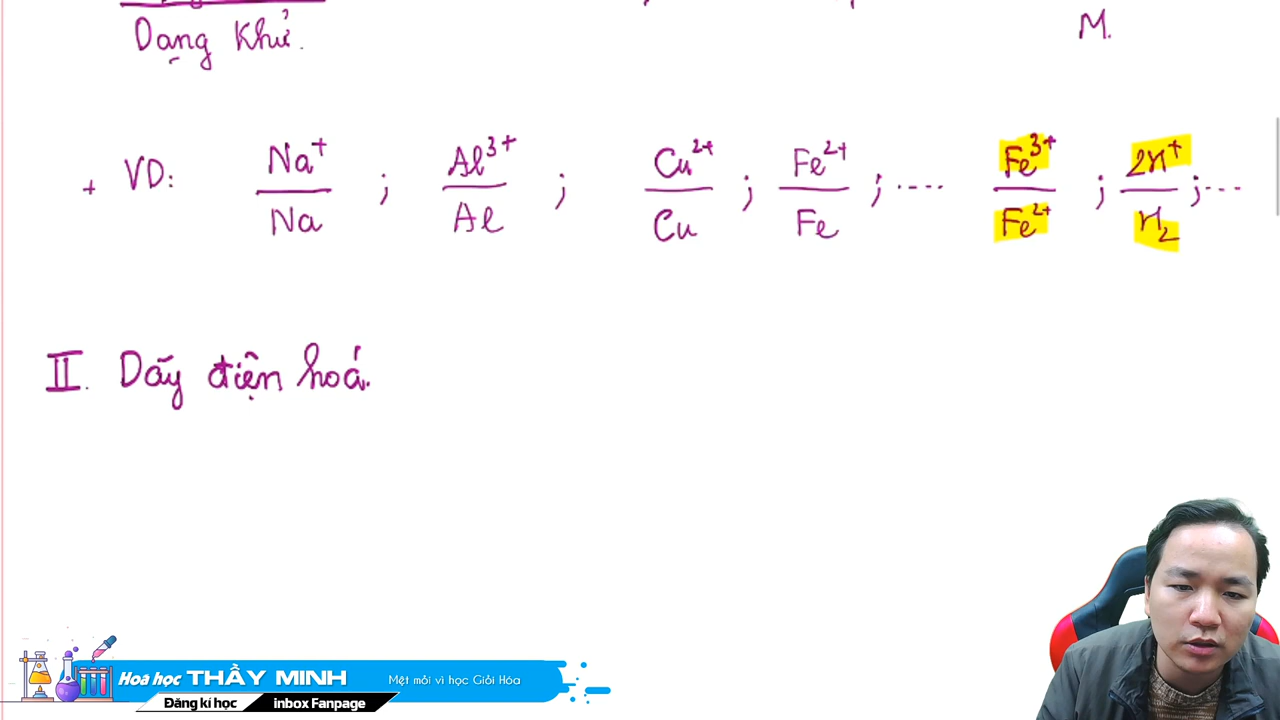 Dạng Khử.
M.
+ VD: Na⁺/Na ; Al³⁺/Al ; Cu²⁺/Cu ; Fe²⁺/Fe ; .... Fe³⁺/Fe²⁺ ; 2H⁺/H₂ ; ...
II. Dãy điện hoá.
Hoá học THẦY MINH
Mệt mỏi vì học Giỏi Hóa
Đăng kí học
inbox Fanpage